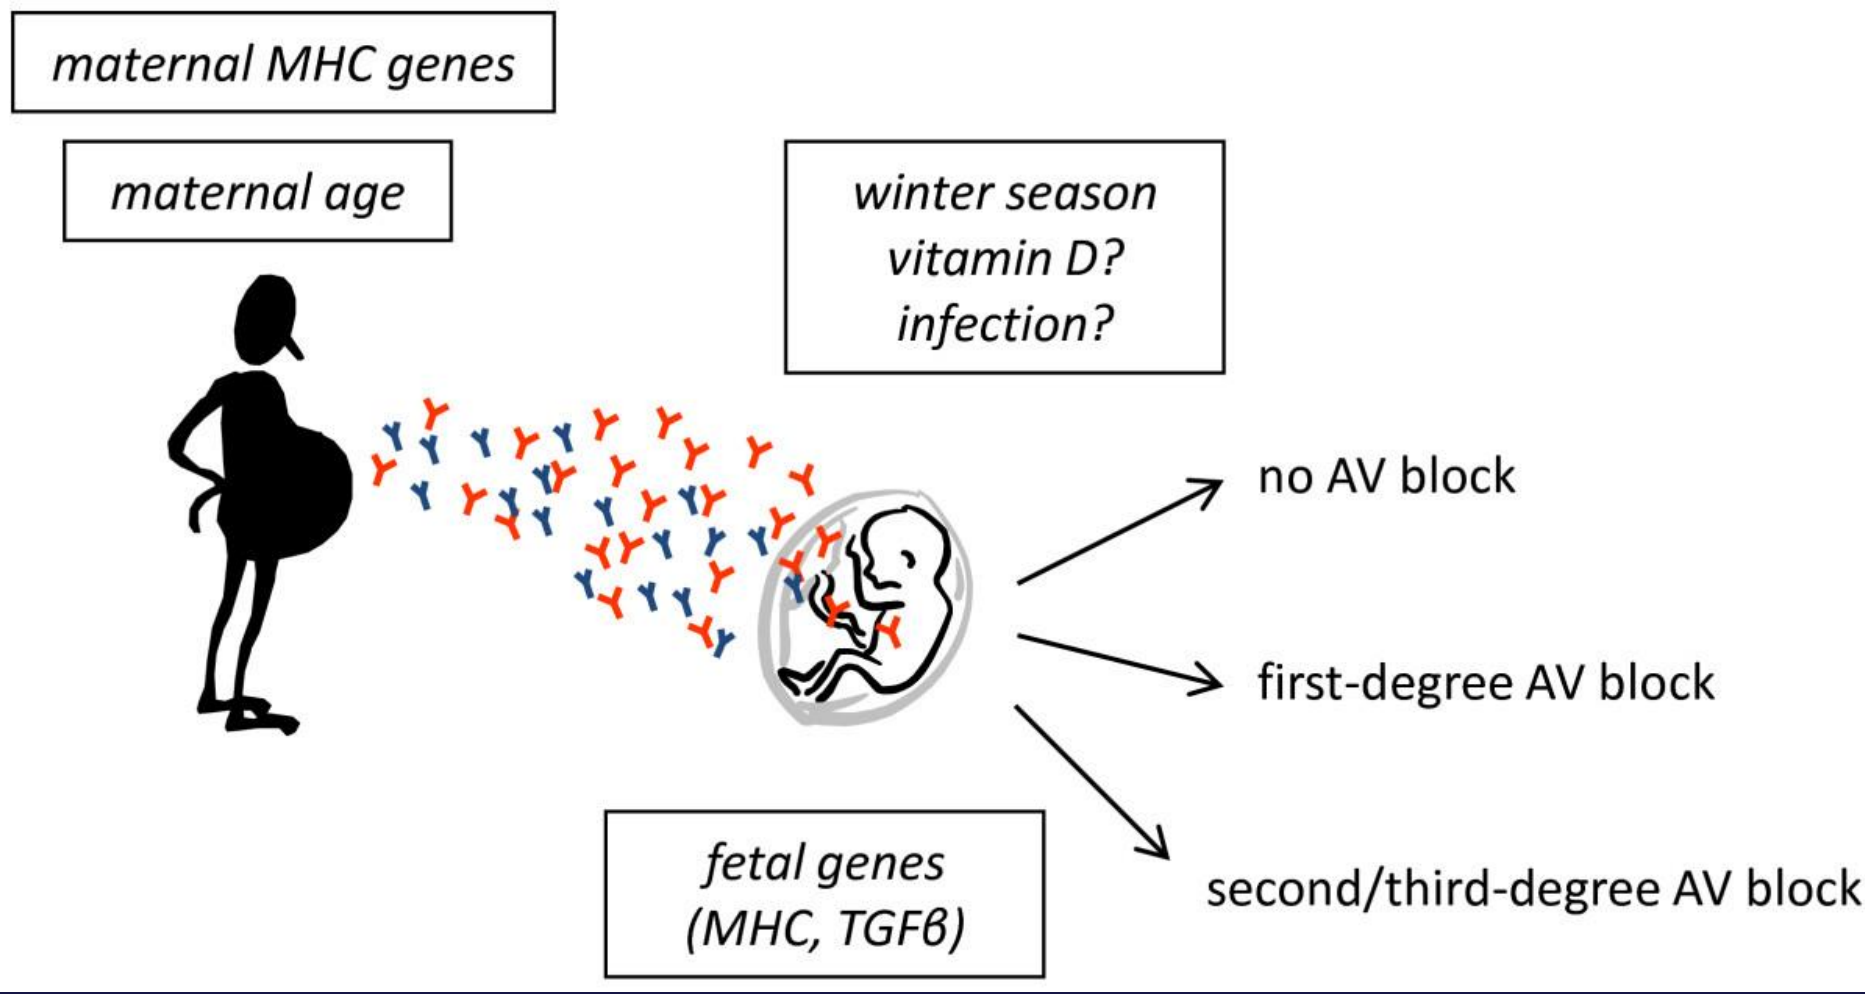 maternal MHC genes
maternal age
winter season
vitamin D?
infection?
no AV block
first-degree AV block
second/third-degree AV block
fetal genes
(MHC, TGFβ)